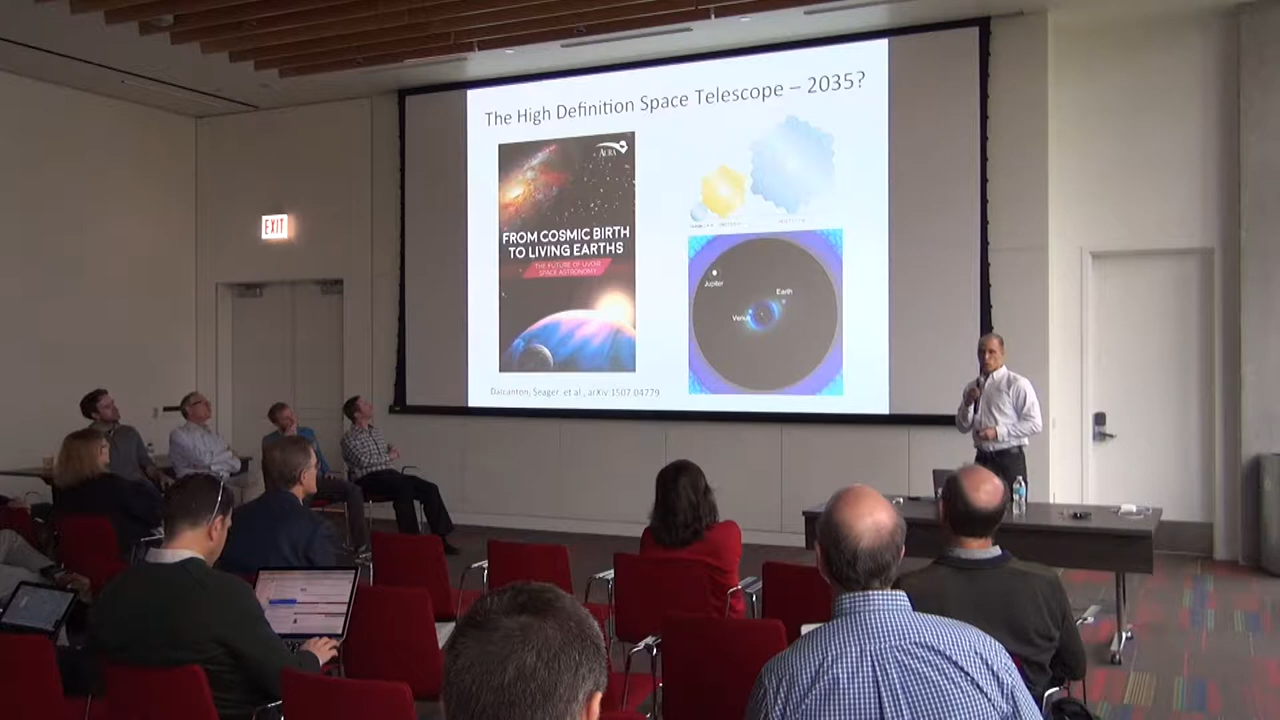 The High Definition Space Telescope – 2035?
AURA
FROM COSMIC BIRTH
TO LIVING EARTHS
THE FUTURE OF UVOIR
SPACE ASTRONOMY
Jupiter
Earth
Venus
Dalcanton, Seager, et al., arXiv:1507.04779
EXIT